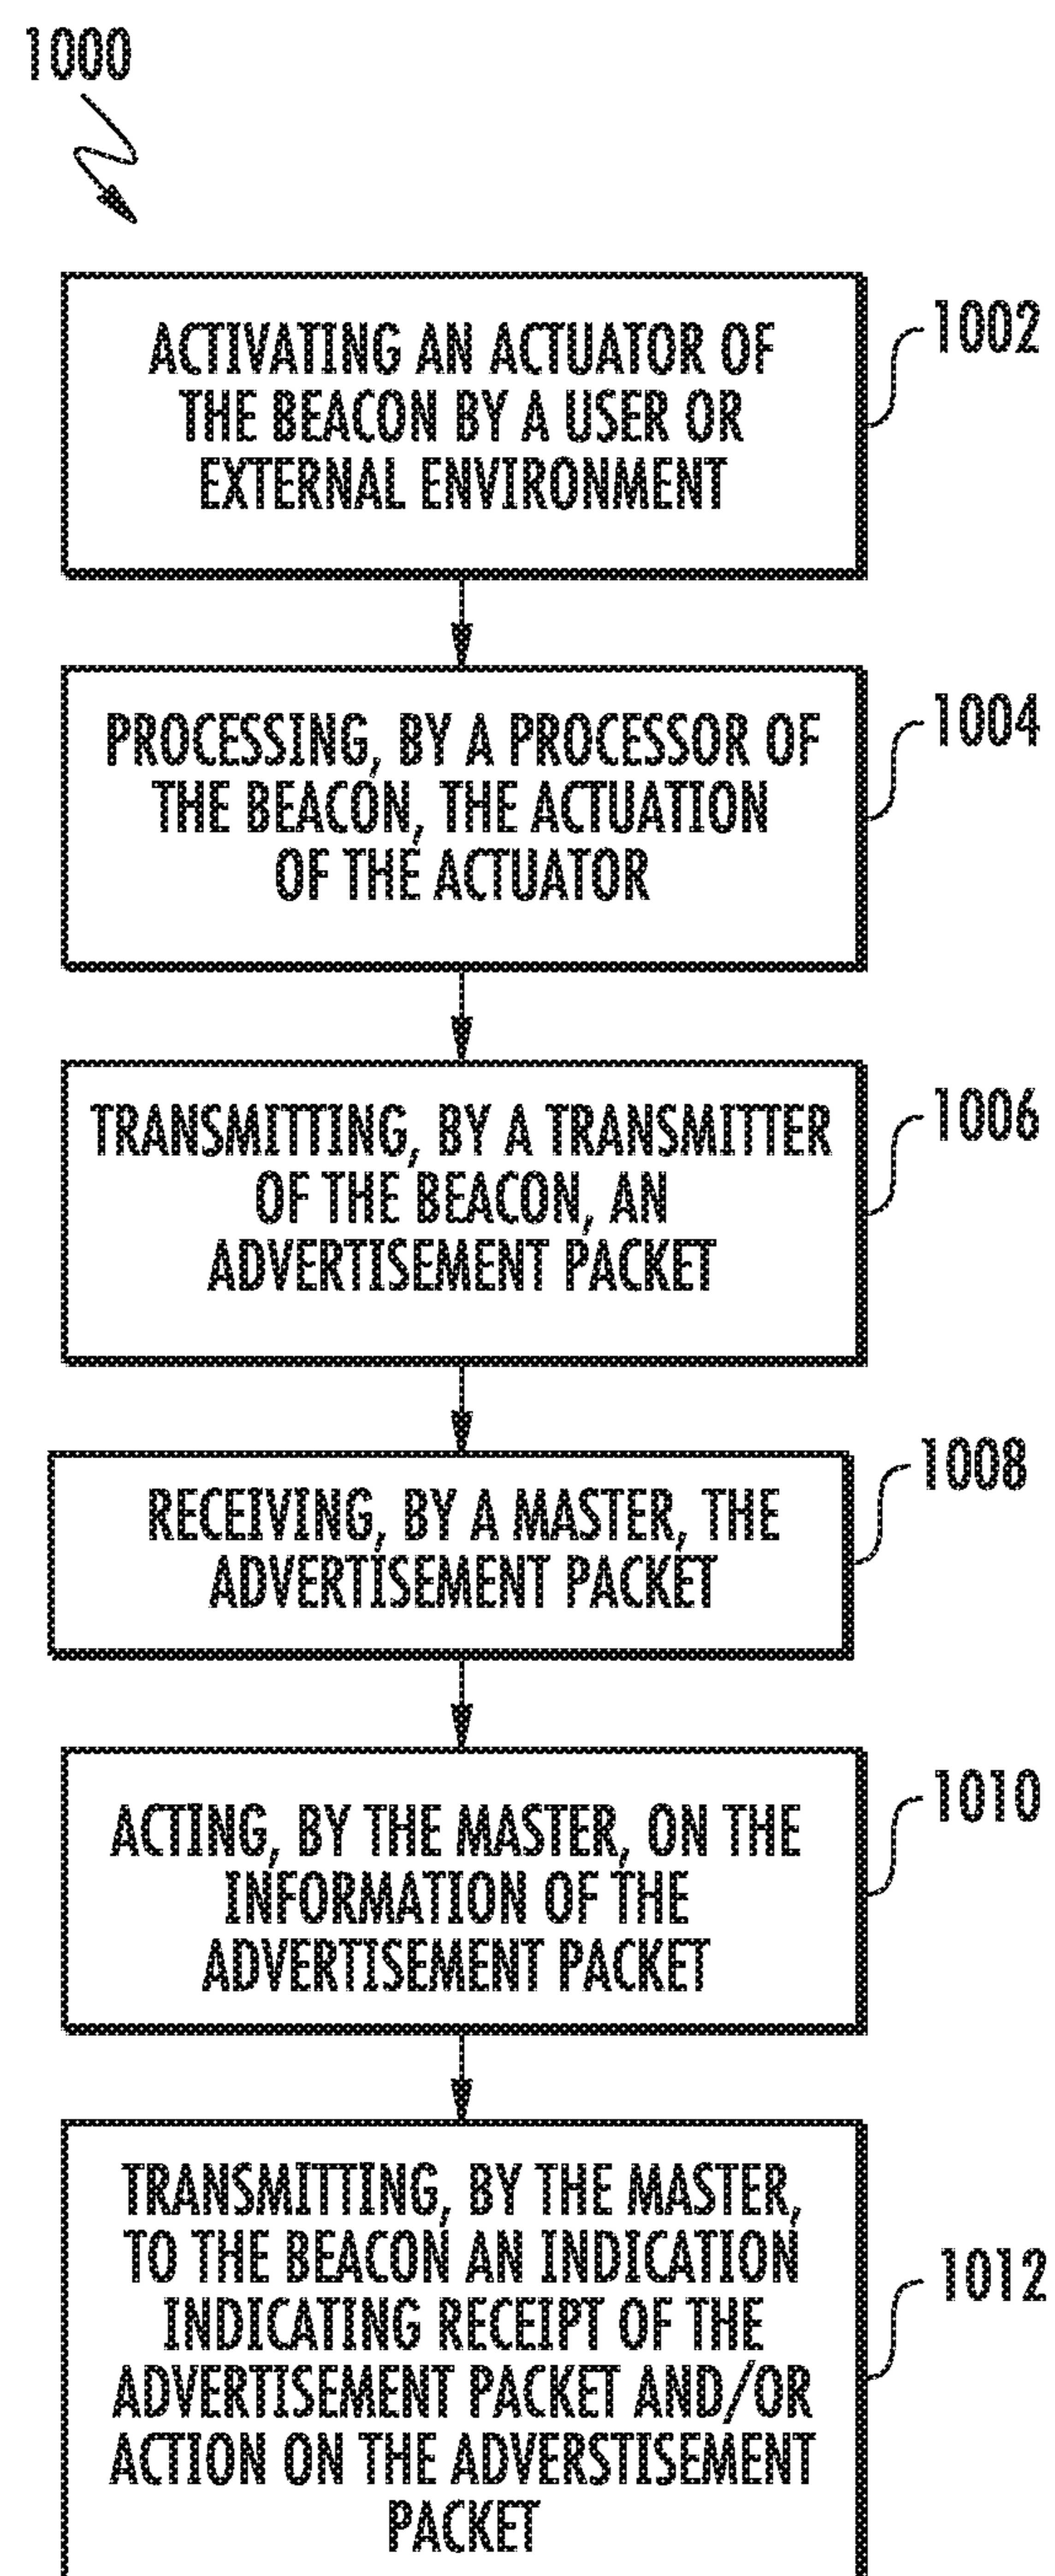 1000
ACTIVATING AN ACTUATOR OF
THE BEACON BY A USER OR
EXTERNAL ENVIRONMENT
1002
PROCESSING, BY A PROCESSOR OF
THE BEACON, THE ACTUATION
OF THE ACTUATOR
1004
TRANSMITTING, BY A TRANSMITTER
OF THE BEACON, AN
ADVERTISEMENT PACKET
1006
RECEIVING, BY A MASTER, THE
ADVERTISEMENT PACKET
1008
ACTING, BY THE MASTER, ON THE
INFORMATION OF THE
ADVERTISEMENT PACKET
1010
TRANSMITTING, BY THE MASTER,
TO THE BEACON AN INDICATION
INDICATING RECEIPT OF THE
ADVERTISEMENT PACKET AND/OR
ACTION ON THE ADVERSTISEMENT
PACKET
1012